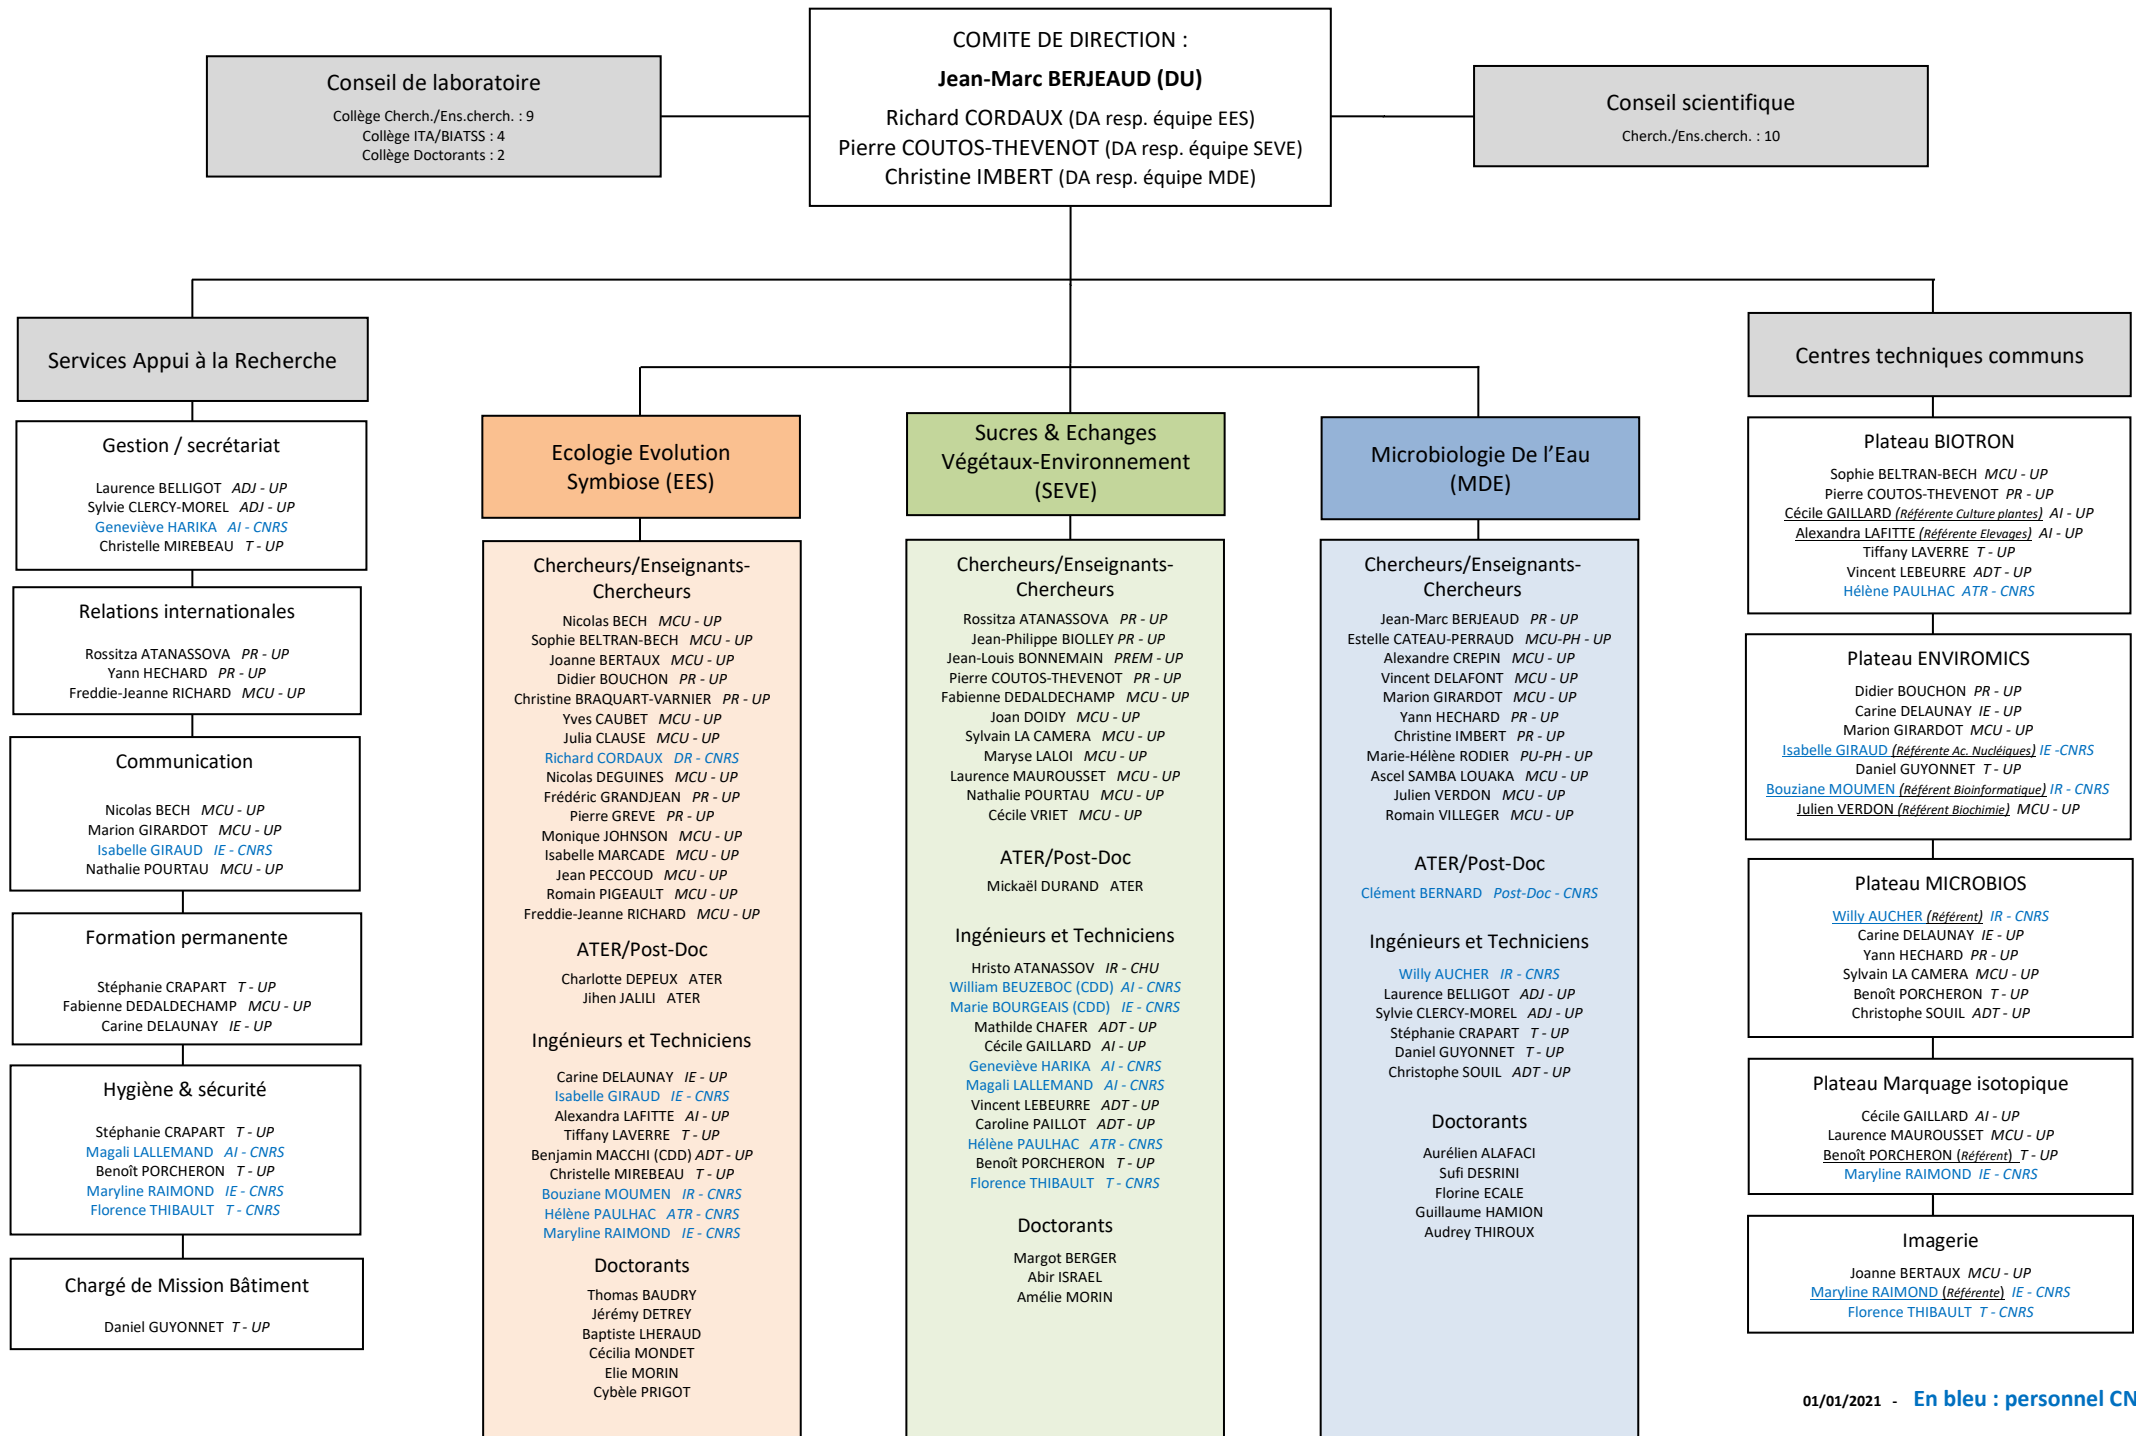 COMITE DE DIRECTION :
Jean-Marc BERJEAUD (DU)
Richard CORDAUX (DA resp. équipe EES)
Pierre COUTOS-THEVENOT (DA resp. équipe SEVE)
Christine IMBERT (DA resp. équipe MDE)
Conseil de laboratoire
Collège Cherch./Ens.cherch. : 9
Collège ITA/BIATSS : 4
Collège Doctorants : 2
Conseil scientifique
Cherch./Ens.cherch. : 10
Services Appui à la Recherche
Gestion / secrétariat
Laurence BELLIGOT ADJ - UP
Sylvie CLERCY-MOREL ADJ - UP
Geneviève HARIKA AI - CNRS
Christelle MIREBEAU T - UP
Relations internationales
Rossitza ATANASSOVA PR - UP
Yann HECHARD PR - UP
Freddie-Jeanne RICHARD MCU - UP
Communication
Nicolas BECH MCU - UP
Marion GIRARDOT MCU - UP
Isabelle GIRAUD IE - CNRS
Nathalie POURTAU MCU - UP
Formation permanente
Stéphanie CRAPART T - UP
Fabienne DEDALDECHAMP MCU - UP
Carine DELAUNAY IE - UP
Hygiène & sécurité
Stéphanie CRAPART T - UP
Magali LALLEMAND AI - CNRS
Benoît PORCHERON T - UP
Maryline RAIMOND IE - CNRS
Florence THIBAULT T - CNRS
Chargé de Mission Bâtiment
Daniel GUYONNET T - UP
Ecologie Evolution
Symbiose (EES)
Chercheurs/Enseignants-
Chercheurs
Nicolas BECH MCU - UP
Sophie BELTRAN-BECH MCU - UP
Joanne BERTAUX MCU - UP
Didier BOUCHON PR - UP
Christine BRAQUART-VARNIER PR - UP
Yves CAUBET MCU - UP
Julia CLAUSE MCU - UP
Richard CORDAUX DR - CNRS
Nicolas DEGUINES MCU - UP
Frédéric GRANDJEAN PR - UP
Pierre GREVE PR - UP
Monique JOHNSON MCU - UP
Isabelle MARCADE MCU - UP
Jean PECCOUD MCU - UP
Romain PIGEAULT MCU - UP
Freddie-Jeanne RICHARD MCU - UP
ATER/Post-Doc
Charlotte DEPEUX ATER
Jihen JALILI ATER
Ingénieurs et Techniciens
Carine DELAUNAY IE - UP
Isabelle GIRAUD IE - CNRS
Alexandra LAFITTE AI - UP
Tiffany LAVERRE T - UP
Benjamin MACCHI (CDD) ADT - UP
Christelle MIREBEAU T - UP
Bouziane MOUMEN IR - CNRS
Hélène PAULHAC ATR - CNRS
Maryline RAIMOND IE - CNRS
Doctorants
Thomas BAUDRY
Jérémy DETREY
Baptiste LHERAUD
Cécilia MONDET
Elie MORIN
Cybèle PRIGOT
Sucres & Echanges
Végétaux-Environnement
(SEVE)
Chercheurs/Enseignants-
Chercheurs
Rossitza ATANASSOVA PR - UP
Jean-Philippe BIOLLEY PR - UP
Jean-Louis BONNEMAIN PREM - UP
Pierre COUTOS-THEVENOT PR - UP
Fabienne DEDALDECHAMP MCU - UP
Joan DOIDY MCU - UP
Sylvain LA CAMERA MCU - UP
Maryse LALOI MCU - UP
Laurence MAUROUSSET MCU - UP
Nathalie POURTAU MCU - UP
Cécile VRIET MCU - UP
ATER/Post-Doc
Mickaël DURAND ATER
Ingénieurs et Techniciens
Hristo ATANASSOV IR - CHU
William BEUZEBOC (CDD) AI - CNRS
Marie BOURGEAIS (CDD) IE - CNRS
Mathilde CHAFER ADT - UP
Cécile GAILLARD AI - UP
Geneviève HARIKA AI - CNRS
Magali LALLEMAND AI - CNRS
Vincent LEBEURRE ADT - UP
Caroline PAILLOT ADT - UP
Hélène PAULHAC ATR - CNRS
Benoît PORCHERON T - UP
Florence THIBAULT T - CNRS
Doctorants
Margot BERGER
Abir ISRAEL
Amélie MORIN
Microbiologie De l'Eau
(MDE)
Chercheurs/Enseignants-
Chercheurs
Jean-Marc BERJEAUD PR - UP
Estelle CATEAU-PERRAUD MCU-PH - UP
Alexandre CREPIN MCU - UP
Vincent DELAFONT MCU - UP
Marion GIRARDOT MCU - UP
Yann HECHARD PR - UP
Christine IMBERT PR - UP
Marie-Hélène RODIER PU-PH - UP
Ascel SAMBA LOUAKA MCU - UP
Julien VERDON MCU - UP
Romain VILLEGER MCU - UP
ATER/Post-Doc
Clément BERNARD Post-Doc - CNRS
Ingénieurs et Techniciens
Willy AUCHER IR - CNRS
Laurence BELLIGOT ADJ - UP
Sylvie CLERCY-MOREL ADJ - UP
Stéphanie CRAPART T - UP
Daniel GUYONNET T - UP
Christophe SOUIL ADT - UP
Doctorants
Aurélien ALAFACI
Sufi DESRINI
Florine ECALE
Guillaume HAMION
Audrey THIROUX
Centres techniques communs
Plateau BIOTRON
Sophie BELTRAN-BECH MCU - UP
Pierre COUTOS-THEVENOT PR - UP
Cécile GAILLARD (Référente Culture plantes) AI - UP
Alexandra LAFITTE (Référente Elevages) AI - UP
Tiffany LAVERRE T - UP
Vincent LEBEURRE ADT - UP
Hélène PAULHAC ATR - CNRS
Plateau ENVIROMICS
Didier BOUCHON PR - UP
Carine DELAUNAY IE - UP
Marion GIRARDOT MCU - UP
Isabelle GIRAUD (Référente Ac. Nucléiques) IE -CNRS
Daniel GUYONNET T - UP
Bouziane MOUMEN (Référent Bioinformatique) IR - CNRS
Julien VERDON (Référent Biochimie) MCU - UP
Plateau MICROBIOS
Willy AUCHER (Référent) IR - CNRS
Carine DELAUNAY IE - UP
Yann HECHARD PR - UP
Sylvain LA CAMERA MCU - UP
Benoît PORCHERON T - UP
Christophe SOUIL ADT - UP
Plateau Marquage isotopique
Cécile GAILLARD AI - UP
Laurence MAUROUSSET MCU - UP
Benoît PORCHERON (Référent) T - UP
Maryline RAIMOND IE - CNRS
Imagerie
Joanne BERTAUX MCU - UP
Maryline RAIMOND (Référente) IE - CNRS
Florence THIBAULT T - CNRS
01/01/2021 - En bleu : personnel CN